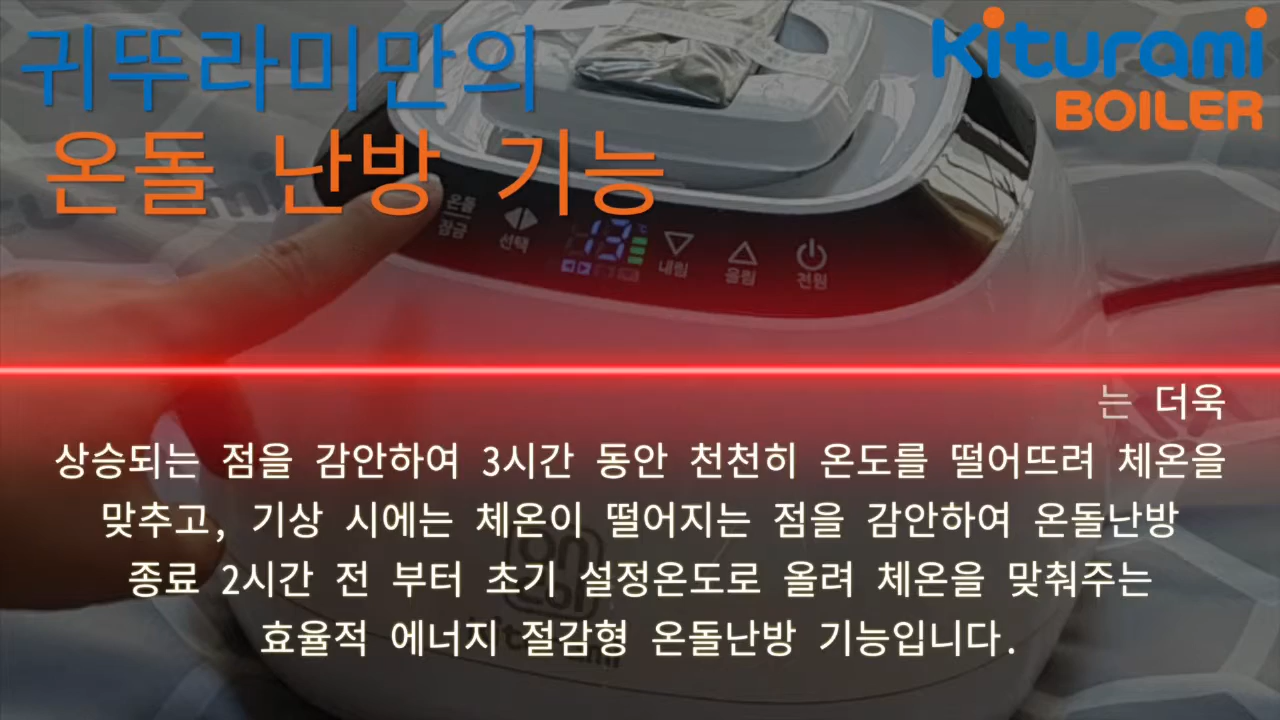 귀뚜라미만의
온돌 난방 기능
kiturami
BOILER
온돌
잠금
선택
13
내림
올림
전원
는 더욱
상승되는 점을 감안하여 3시간 동안 천천히 온도를 떨어뜨려 체온을
맞추고, 기상 시에는 체온이 떨어지는 점을 감안하여 온돌난방
종료 2시간 전 부터 초기 설정온도로 올려 체온을 맞춰주는
효율적 에너지 절감형 온돌난방 기능입니다.